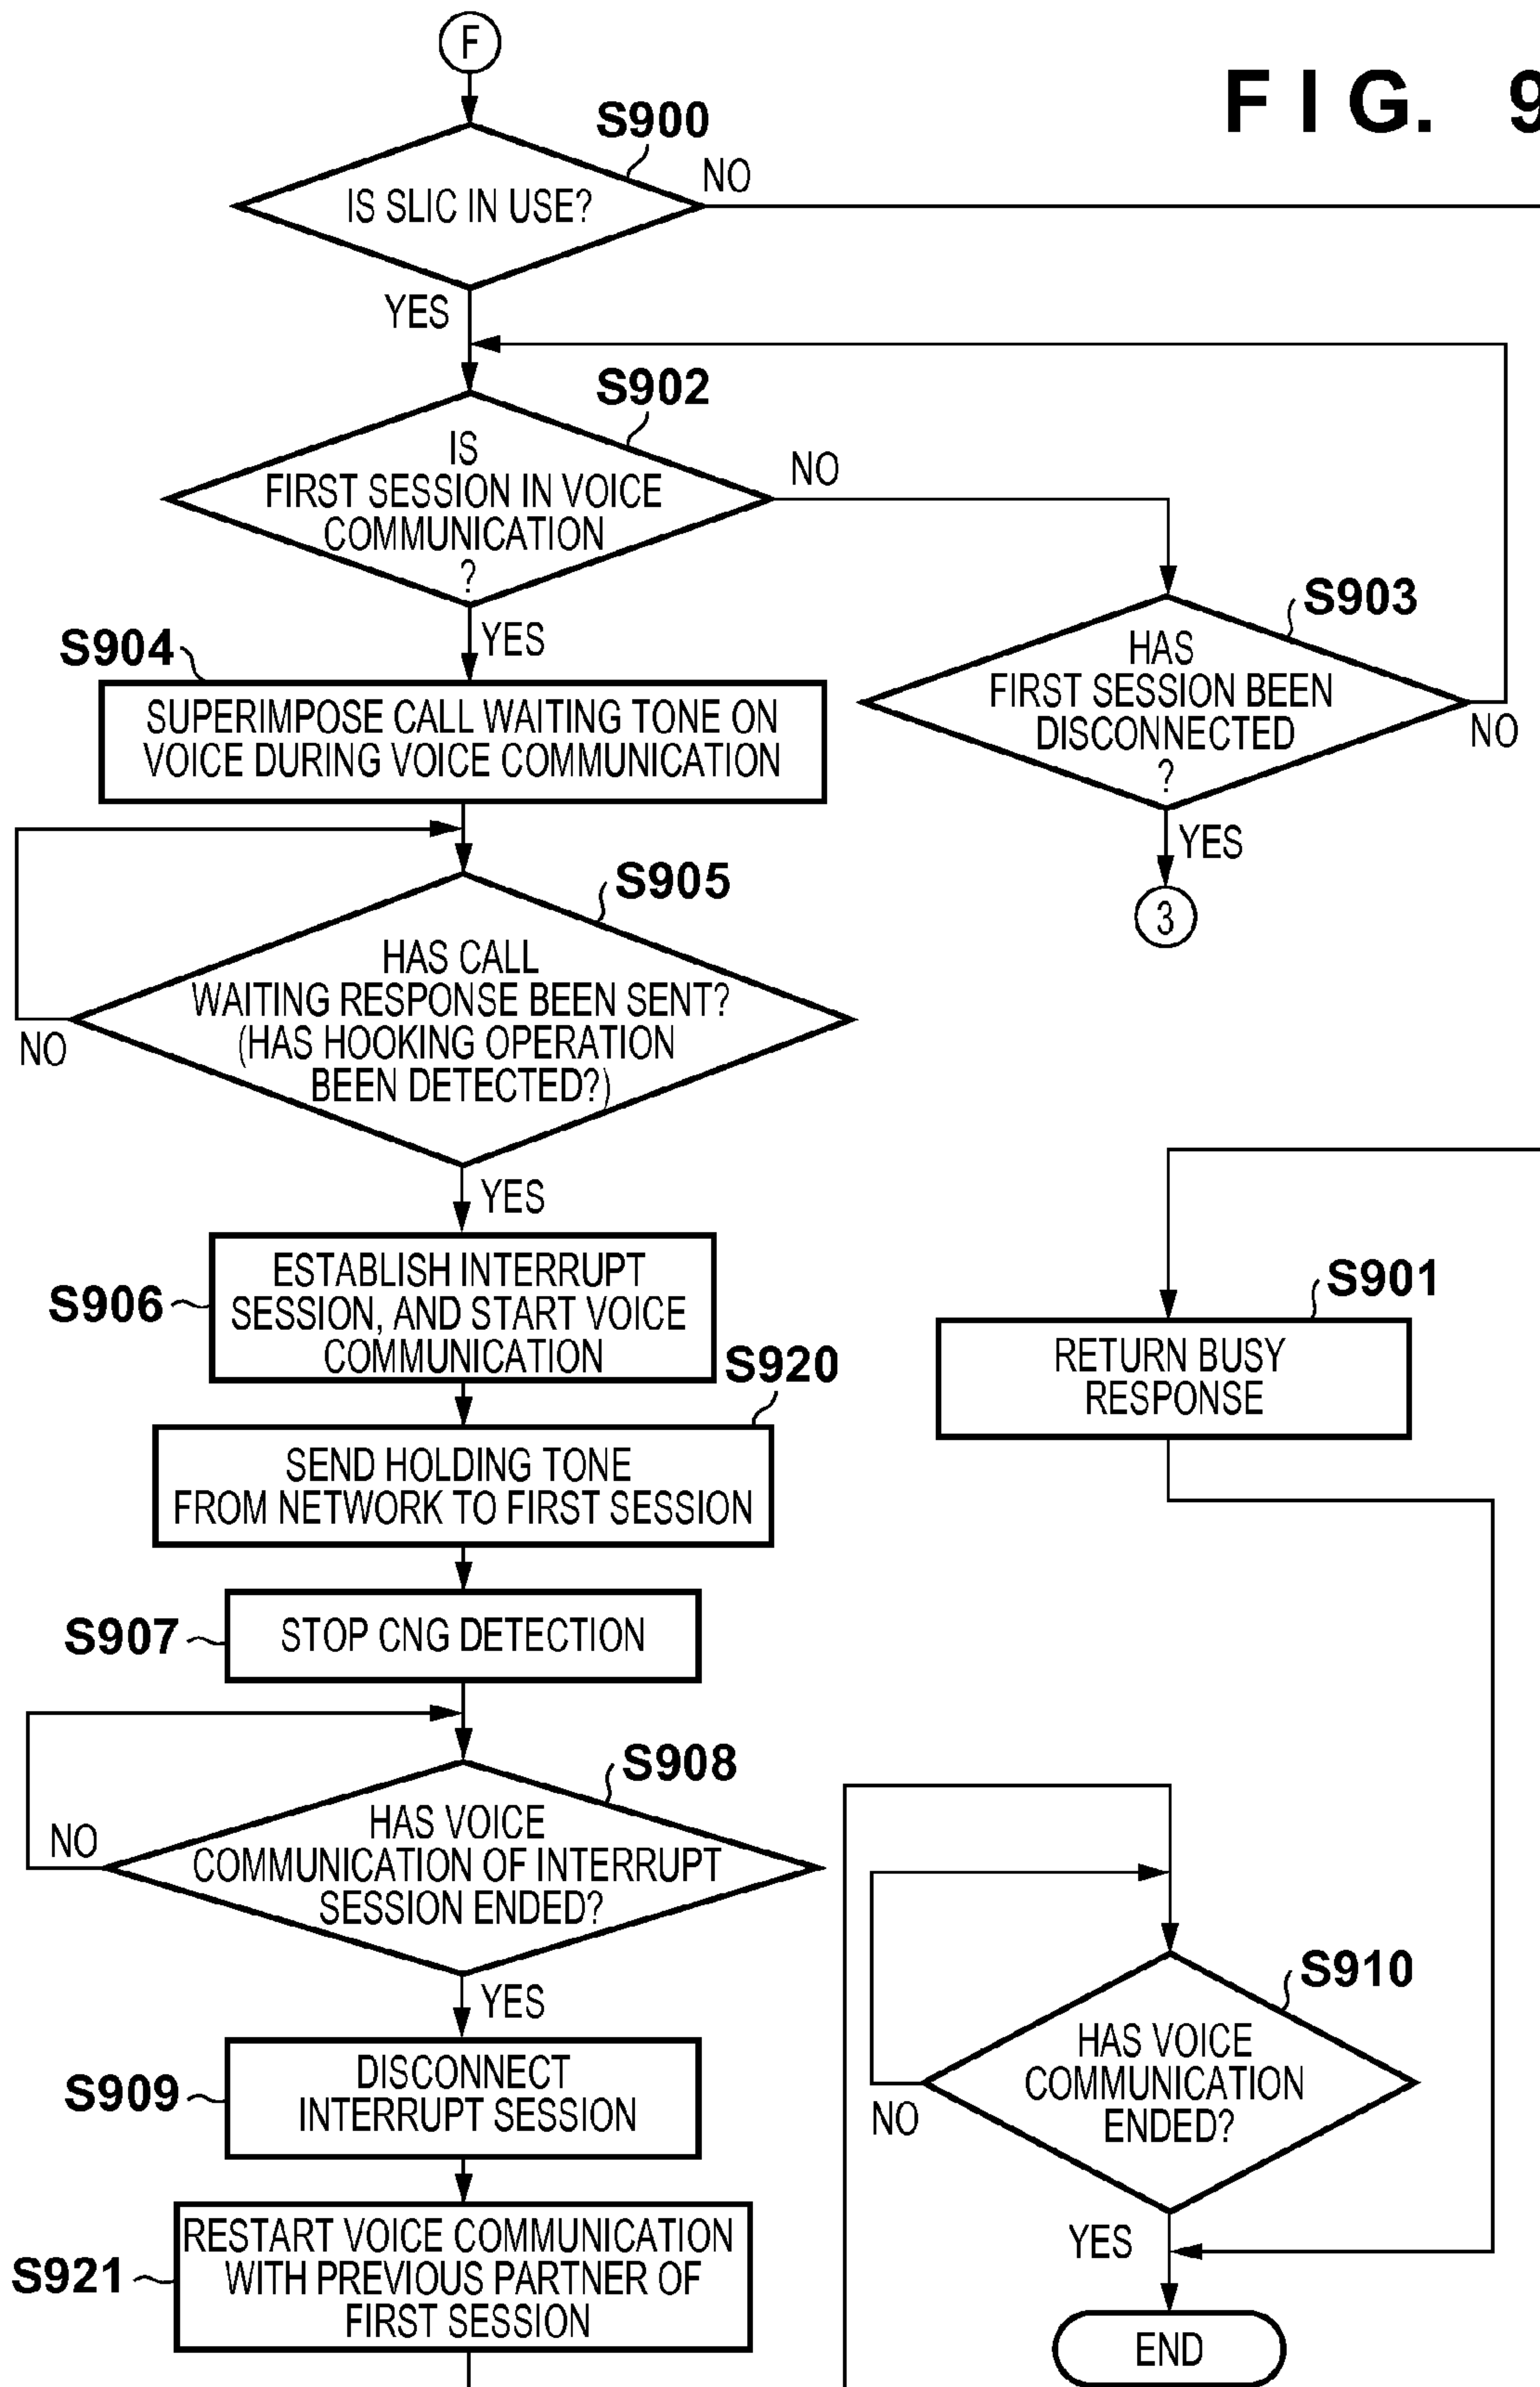 F
FIG. 9
S900
IS SLIC IN USE?
NO
YES
S902
IS
FIRST SESSION IN VOICE
COMMUNICATION
?
NO
YES
S903
HAS
FIRST SESSION BEEN
DISCONNECTED
?
NO
YES
3
S904
SUPERIMPOSE CALL WAITING TONE ON
VOICE DURING VOICE COMMUNICATION
S905
HAS CALL
WAITING RESPONSE BEEN SENT?
(HAS HOOKING OPERATION
BEEN DETECTED?)
NO
YES
S906
ESTABLISH INTERRUPT
SESSION, AND START VOICE
COMMUNICATION
S901
RETURN BUSY
RESPONSE
S920
SEND HOLDING TONE
FROM NETWORK TO FIRST SESSION
S907
STOP CNG DETECTION
S908
HAS VOICE
COMMUNICATION OF INTERRUPT
SESSION ENDED?
NO
YES
S909
DISCONNECT
INTERRUPT SESSION
S921
RESTART VOICE COMMUNICATION
WITH PREVIOUS PARTNER OF
FIRST SESSION
S910
HAS VOICE
COMMUNICATION
ENDED?
NO
YES
END